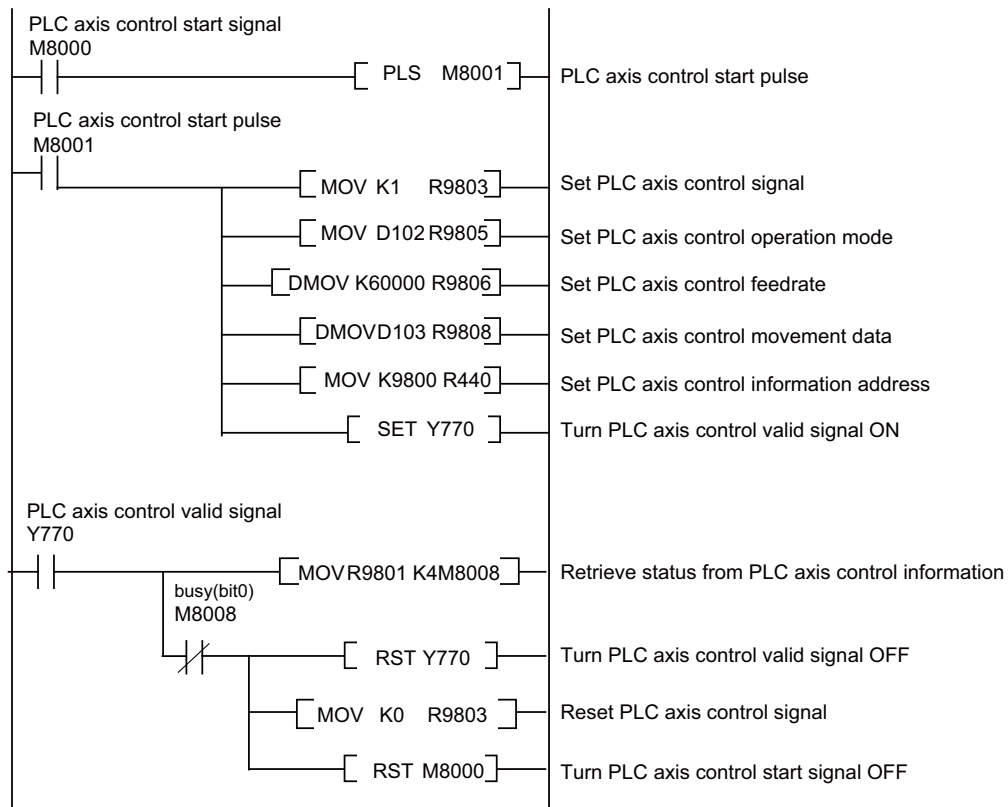 PLC axis control start signal
M8000
PLS M8001 PLC axis control start pulse
PLC axis control start pulse
M8001
MOV K1 R9803 Set PLC axis control signal
MOV D102 R9805 Set PLC axis control operation mode
DMOV K60000 R9806 Set PLC axis control feedrate
DMOVD103 R9808 Set PLC axis control movement data
MOV K9800 R440 Set PLC axis control information address
SET Y770 Turn PLC axis control valid signal ON
PLC axis control valid signal
Y770
MOVR9801 K4M8008 Retrieve status from PLC axis control information
busy(bit0)
M8008
RST Y770 Turn PLC axis control valid signal OFF
MOV K0 R9803 Reset PLC axis control signal
RST M8000 Turn PLC axis control start signal OFF